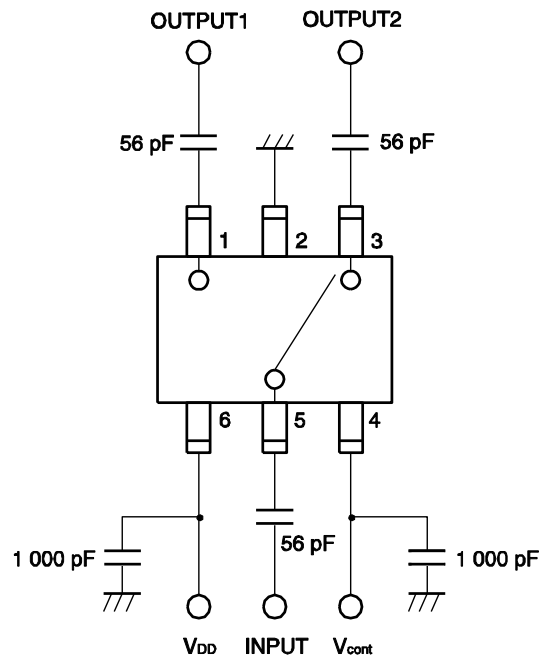 OUTPUT1 OUTPUT2
56 pF 56 pF
1 2 3
6 5 4
56 pF
1 000 pF 1 000 pF
VDD INPUT Vcont